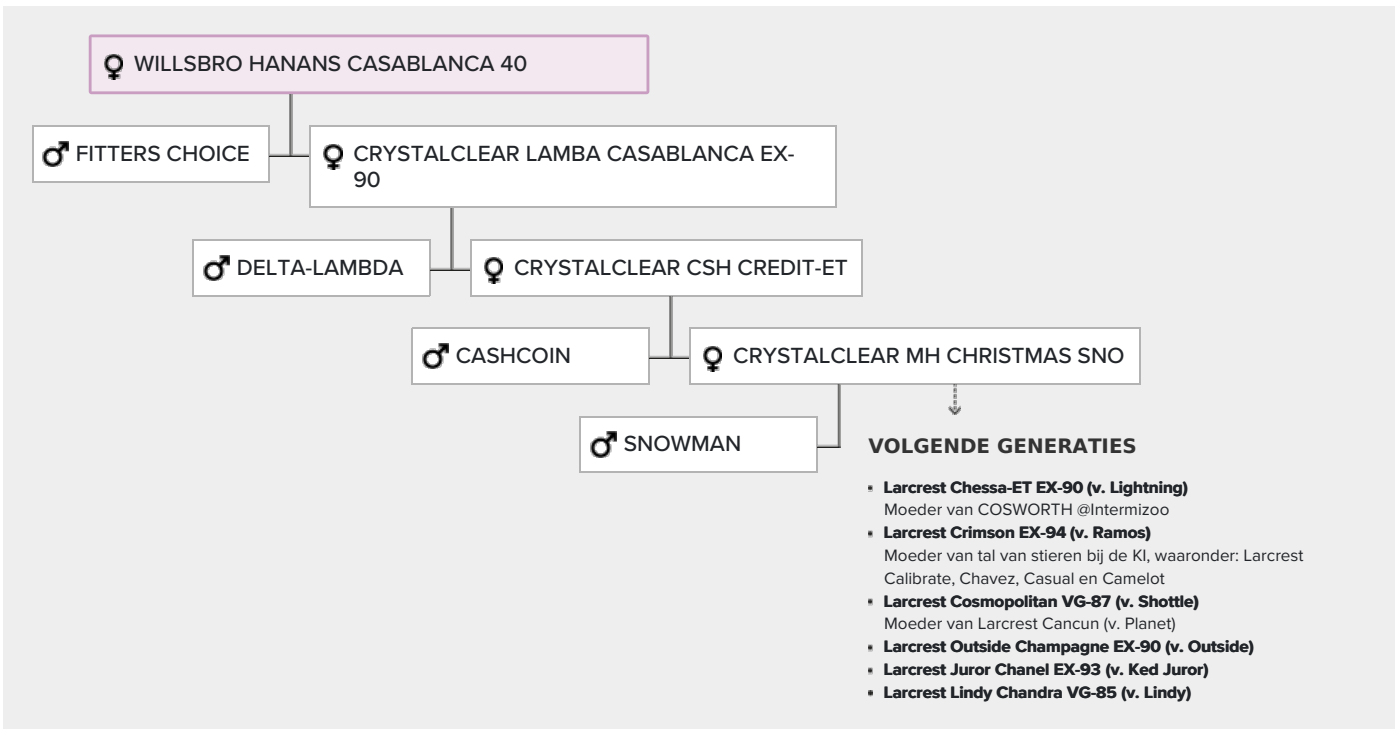 WILLSBRO HANANS CASABLANCA 40
FITTERS CHOICE
CRYSTALCLEAR LAMBA CASABLANCA EX-
90
DELTA-LAMBDA
CRYSTALCLEAR CSH CREDIT-ET
CASHCOIN
CRYSTALCLEAR MH CHRISTMAS SNO
SNOWMAN
VOLGENDE GENERATIES
Larcrest Chessa-ET EX-90 (v. Lightning)
Moeder van COSWORTH @Intermizoo
Larcrest Crimson EX-94 (v. Ramos)
Moeder van tal van stieren bij de KI, waaronder: Larcrest
Calibrate, Chavez, Casual en Camelot
Larcrest Cosmopolitan VG-87 (v. Shottle)
Moeder van Larcrest Cancun (v. Planet)
Larcrest Outside Champagne EX-90 (v. Outside)
Larcrest Juror Chanel EX-93 (v. Ked Juror)
Larcrest Lindy Chandra VG-85 (v. Lindy)